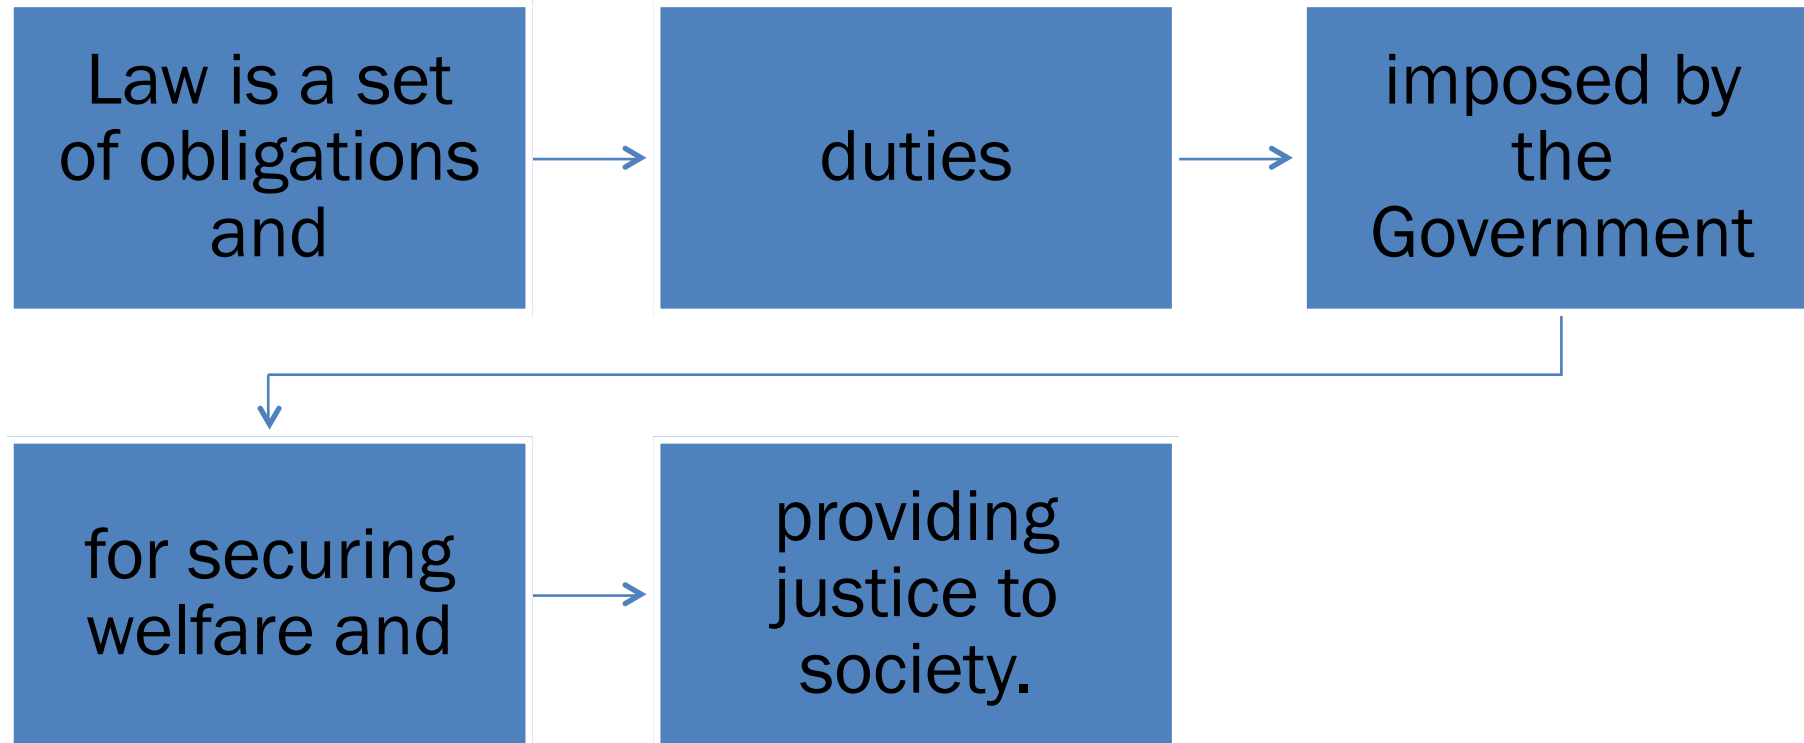 Law is a set
of obligations
and
duties
imposed by
the
Government
for securing
welfare and
providing
justice to
society.